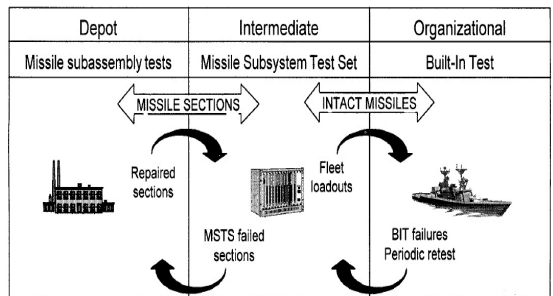 Depot
Intermediate
Organizational
Missile subassembly tests
Missile Subsystem Test Set
Built-In Test
MISSILE SECTIONS
INTACT MISSILES
Repaired
sections
Fleet
loadouts
MSTS failed
sections
BIT failures
Periodic retest